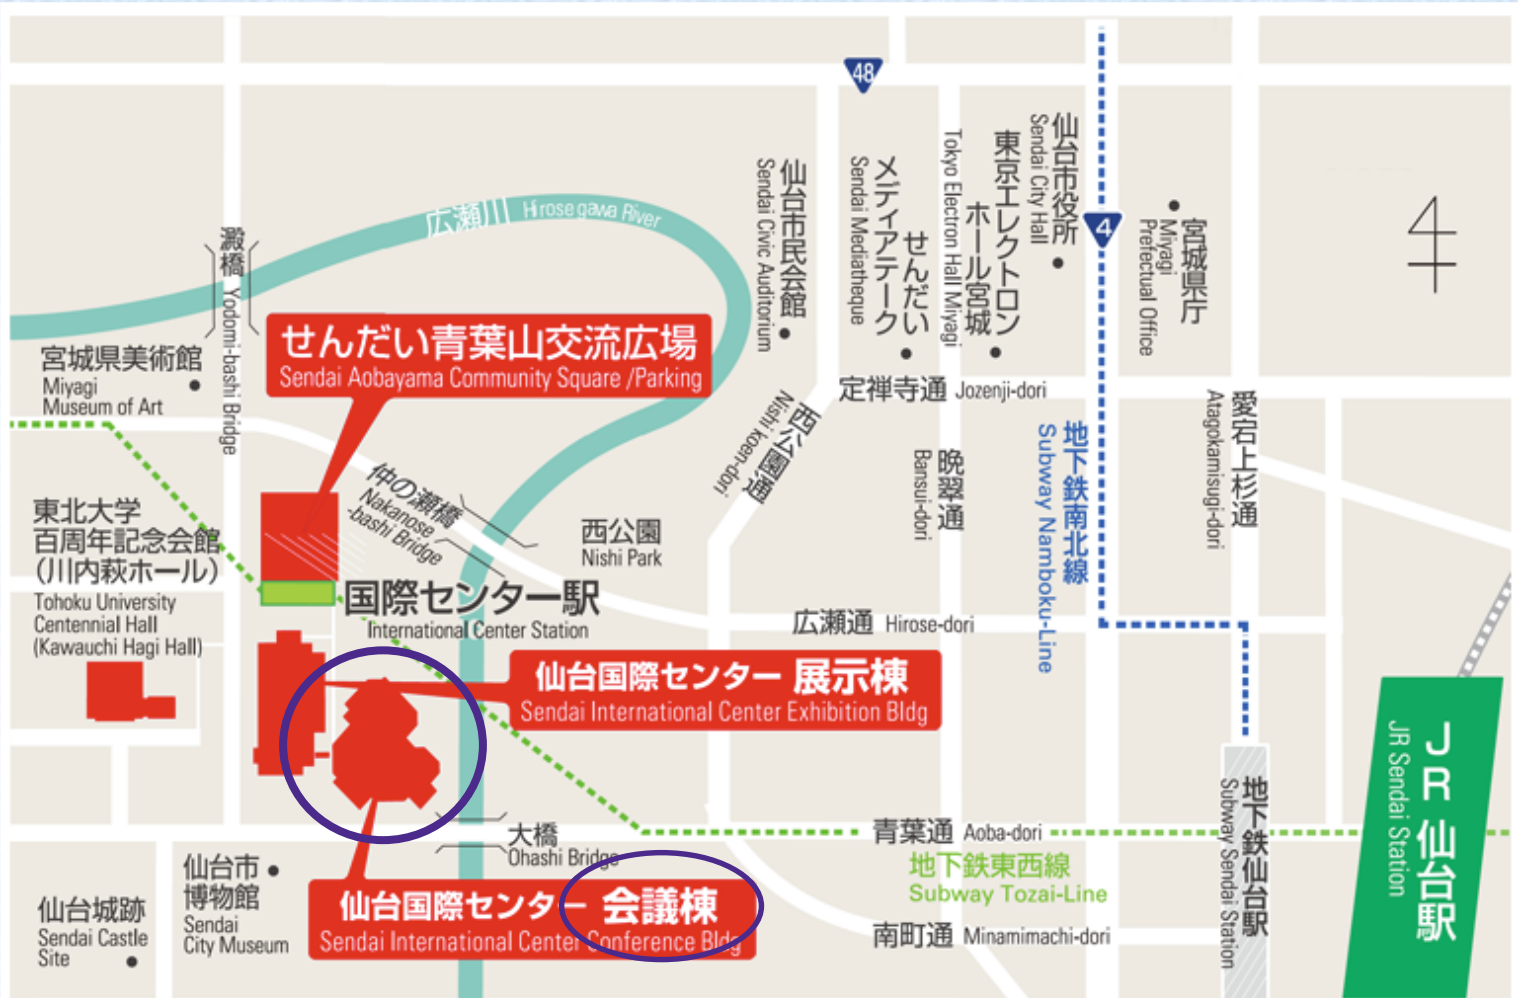 48
仙台市役所
Sendai City Hall
東京エレクトロン
ホール宮城
Tokyo Electron Hall Miyagi
せんだい
メディアテーク
Sendai Mediatheque
仙台市民会館
Sendai Civic Auditorium
4
宮城県庁
Miyagi
Prefectual Office
広瀬川 Hirosegawa River
澱橋 Yodomi-bashi Bridge
せんだい青葉山交流広場
Sendai Aobayama Community Square /Parking
宮城県美術館
Miyagi
Museum of Art
定禅寺通 Jozenji-dori
西公園通
Nishi koen-dori
晩翠通
Bansui-dori
地下鉄南北線
Subway Namboku-Line
愛宕上杉通
Atagokamisugi-dori
仲の瀬橋
Nakanose
-bashi Bridge
西公園
Nishi Park
東北大学
百周年記念会館
（川内萩ホール）
Tohoku University
Centennial Hall
(Kawauchi Hagi Hall)
国際センター駅
International Center Station
広瀬通 Hirose-dori
仙台国際センター 展示棟
Sendai International Center Exhibition Bldg
JR仙台駅
JR Sendai Station
地下鉄仙台駅
Subway Sendai Station
青葉通 Aoba-dori
地下鉄東西線
Subway Tozai-Line
大橋
Ohashi Bridge
仙台市
博物館
Sendai
City Museum
仙台城跡
Sendai Castle
Site
仙台国際センター 会議棟
Sendai International Center Conference Bldg
南町通 Minamimachi-dori